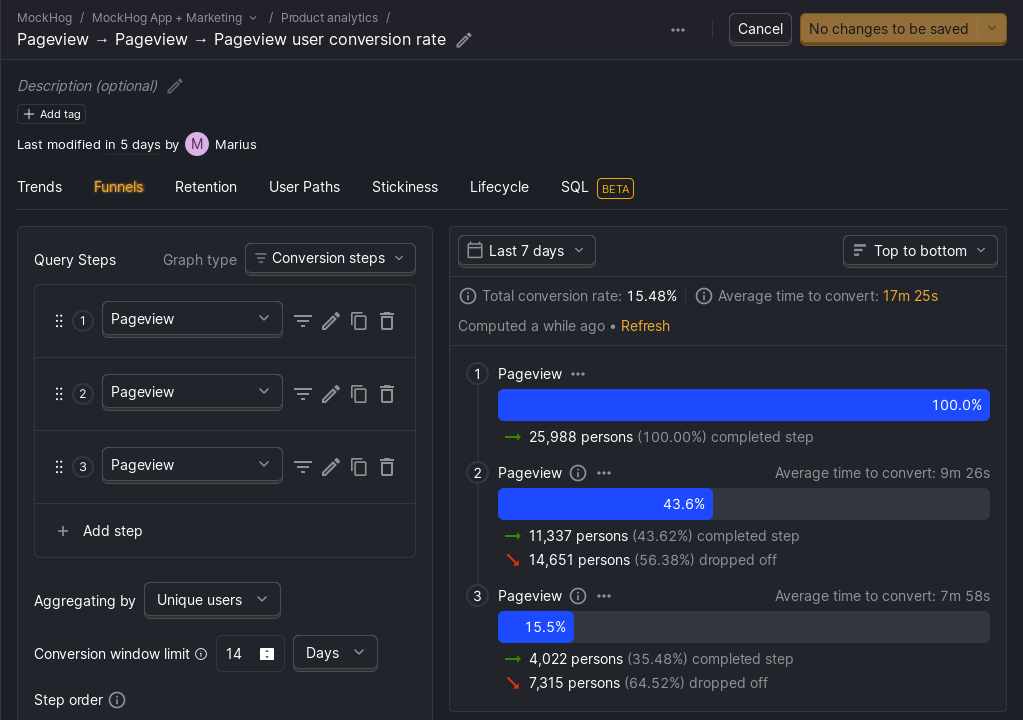 MockHog / MockHog App + Marketing / Product analytics /
Pageview → Pageview → Pageview user conversion rate
Cancel
No changes to be saved
Description (optional)
Add tag
Last modified in 5 days by M Marius
Trends Funnels Retention User Paths Stickiness Lifecycle SQL BETA
Query Steps
Graph type Conversion steps
1 Pageview
2 Pageview
3 Pageview
Add step
Aggregating by Unique users
Conversion window limit 14 Days
Step order
Last 7 days
Top to bottom
Total conversion rate: 15.48% Average time to convert: 17m 25s
Computed a while ago • Refresh
1 Pageview
100.0%
25,988 persons (100.00%) completed step
2 Pageview Average time to convert: 9m 26s
43.6%
11,337 persons (43.62%) completed step
14,651 persons (56.38%) dropped off
3 Pageview Average time to convert: 7m 58s
15.5%
4,022 persons (35.48%) completed step
7,315 persons (64.52%) dropped off